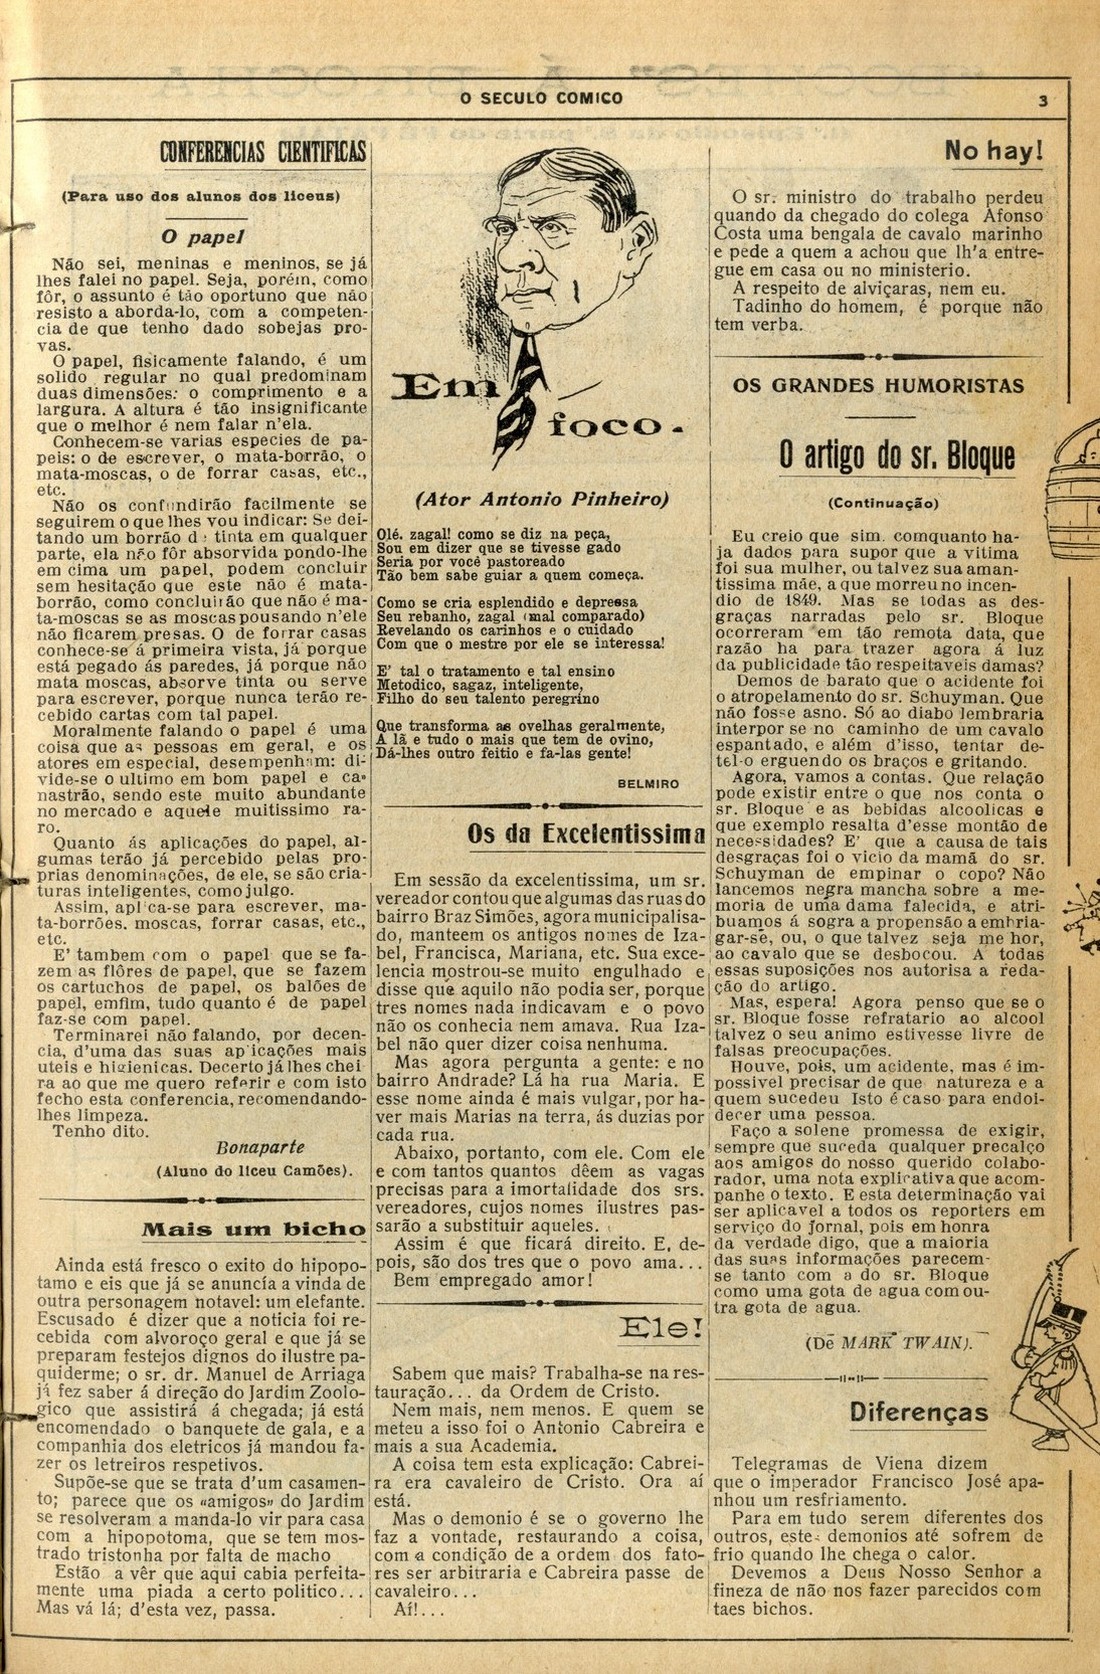 O SECULO COMICO
3
CONFERENCIAS CIENTIFICAS
(Para uso dos alunos dos liceus)
O papel
Não sei, meninas e meninos, se já
lhes falei no papel. Seja, porém, como
fôr, o assunto é tão oportuno que não
resisto a aborda-lo, com a competen-
cia de que tenho dado sobejas pro-
vas.
O papel, fisicamente falando, é um
solido regular no qual predominam
duas dimensões: o comprimento e a
largura. A altura é tão insignificante
que o melhor é nem falar n'ela.
Conhecem-se varias especies de pa-
peis: o de escrever, o mata-borrão, o
mata-moscas, o de forrar casas, etc.,
etc.
Não os confundirão facilmente se
seguirem o que lhes vou indicar: Se dei-
tando um borrão de tinta em qualquer
parte, ela não fôr absorvida pondo-lhe
em cima um papel, podem concluir
sem hesitação que este não é mata-
borrão, como concluirão que não é ma-
ta-moscas se as moscas pousando n'ele
não ficarem presas. O de forrar casas
conhece-se á primeira vista, já porque
está pegado ás paredes, já porque não
mata moscas, absorve tinta ou serve
para escrever, porque nunca terão re-
cebido cartas com tal papel.
Moralmente falando o papel é uma
coisa que as pessoas em geral, e os
atores em especial, desempenham: di-
vide-se o ultimo em bom papel e ca-
nastrão, sendo este muito abundante
no mercado e aquele muitissimo ra-
ro.
Quanto ás aplicações do papel, al-
gumas terão já percebido pelas pro-
prias denominações, de ele, se são cria-
turas inteligentes, como julgo.
Assim, aplica-se para escrever, ma-
ta-borrões. moscas, forrar casas, etc.,
etc.
E' tambem com o papel que se fa-
zem as flôres de papel, que se fazem
os cartuchos de papel, os balões de
papel, emfim, tudo quanto é de papel
faz-se com papel.
Terminarei não falando, por decen-
cia, d'uma das suas aplicações mais
uteis e higienicas. Decerto já lhes chei
ra ao que me quero referir e com isto
fecho esta conferencia, recomendando-
lhes limpeza.
Tenho dito.
Bonaparte
(Aluno do liceu Camões).
Mais um bicho
Ainda está fresco o exito do hipopo-
tamo e eis que já se anuncía a vinda de
outra personagem notavel: um elefante.
Escusado é dizer que a noticia foi re-
cebida com alvoroço geral e que já se
preparam festejos dignos do ilustre pa-
quiderme; o sr. dr. Manuel de Arriaga
já fez saber á direção do Jardim Zoolo-
gico que assistirá á chegada; já está
encomendado o banquete de gala, e a
companhia dos eletricos já mandou fa-
zer os letreiros respetivos.
Supõe-se que se trata d'um casamen-
to; parece que os «amigos» do Jardim
se resolveram a manda-lo vir para casa
com a hipopotoma, que se tem mos-
trado tristonha por falta de macho
Estão a vêr que aqui cabia perfeita-
mente uma piada a certo politico...
Mas vá lá; d'esta vez, passa.
Em foco.
(Ator Antonio Pinheiro)
Olé. zagal! como se diz na peça,
Sou em dizer que se tivesse gado
Seria por você pastoreado
Tão bem sabe guiar a quem começa.
Como se cria esplendido e depressa
Seu rebanho, zagal (mal comparado)
Revelando os carinhos e o cuidado
Com que o mestre por ele se interessa!
E' tal o tratamento e tal ensino
Metodico, sagaz, inteligente,
Filho do seu talento peregrino
Que transforma as ovelhas geralmente,
A lã e tudo o mais que tem de ovino,
Dá-lhes outro feitio e fa-las gente!
BELMIRO
Os da Excelentissima
Em sessão da excelentissima, um sr.
vereador contou que algumas das ruas do
bairro Braz Simões, agora municipalisa-
do, manteem os antigos nomes de Iza-
bel, Francisca, Mariana, etc. Sua exce-
lencia mostrou-se muito engulhado e
disse que aquilo não podia ser, porque
tres nomes nada indicavam e o povo
não os conhecia nem amava. Rua Iza-
bel não quer dizer coisa nenhuma.
Mas agora pergunta a gente: e no
bairro Andrade? Lá ha rua Maria. E
esse nome ainda é mais vulgar, por ha-
ver mais Marias na terra, ás duzias por
cada rua.
Abaixo, portanto, com ele. Com ele
e com tantos quantos dêem as vagas
precisas para a imortalidade dos srs.
vereadores, cujos nomes ilustres pas-
sarão a substituir aqueles.
Assim é que ficará direito. E, de-
pois, são dos tres que o povo ama...
Bem empregado amor!
Ele!
Sabem que mais? Trabalha-se na res-
tauração... da Ordem de Cristo.
Nem mais, nem menos. E quem se
meteu a isso foi o Antonio Cabreira e
mais a sua Academia.
A coisa tem esta explicação: Cabrei-
ra era cavaleiro de Cristo. Ora aí
está.
Mas o demonio é se o governo lhe
faz a vontade, restaurando a coisa,
com a condição de a ordem dos fato-
res ser arbitraria e Cabreira passe de
cavaleiro...
Aí!...
No hay!
O sr. ministro do trabalho perdeu
quando da chegado do colega Afonso
Costa uma bengala de cavalo marinho
e pede a quem a achou que lh'a entre-
gue em casa ou no ministerio.
A respeito de alviçaras, nem eu.
Tadinho do homem, é porque não
tem verba.
OS GRANDES HUMORISTAS
O artigo do sr. Bloque
(Continuação)
Eu creio que sim. comquanto ha-
ja dados para supor que a vitima
foi sua mulher, ou talvez sua aman-
tissima mãe, a que morreu no incen-
dio de 1849. Mas se todas as des-
graças narradas pelo sr. Bloque
ocorreram em tão remota data, que
razão ha para trazer agora á luz
da publicidade tão respeitaveis damas?
Demos de barato que o acidente foi
o atropelamento do sr. Schuyman. Que
não fosse asno. Só ao diabo lembraria
interpor se no caminho de um cavalo
espantado, e além d'isso, tentar de-
tel-o erguendo os braços e gritando.
Agora, vamos a contas. Que relação
pode existir entre o que nos conta o
sr. Bloque e as bebidas alcoolicas e
que exemplo resalta d'esse montão de
necessidades? E' que a causa de tais
desgraças foi o vicio da mamã do sr.
Schuyman de empinar o copo? Não
lancemos negra mancha sobre a me-
moria de uma dama falecida, e atri-
buamos á sogra a propensão a embria-
gar-se, ou, o que talvez seja me hor,
ao cavalo que se desbocou. A todas
essas suposições nos autorisa a reda-
ção do artigo.
Mas, espera! Agora penso que se o
sr. Bloque fosse refratario ao alcool
talvez o seu animo estivesse livre de
falsas preocupações.
Houve, pois, um acidente, mas é im-
possivel precisar de que natureza e a
quem sucedeu Isto é caso para endoi-
decer uma pessoa.
Faço a solene promessa de exigir,
sempre que suceda qualquer precalço
aos amigos do nosso querido colabo-
rador, uma nota explicativa que acom-
panhe o texto. E esta determinação vai
ser aplicavel a todos os reporters em
serviço do jornal, pois em honra
da verdade digo, que a maioria
das suas informações parecem-
se tanto com a do sr. Bloque
como uma gota de agua com ou-
tra gota de agua.
(De MARK TWAIN).
Diferenças
Telegramas de Viena dizem
que o imperador Francisco José apa-
nhou um resfriamento.
Para em tudo serem diferentes dos
outros, estes demonios até sofrem de
frio quando lhe chega o calor.
Devemos a Deus Nosso Senhor a
fineza de não nos fazer parecidos com
taes bichos.